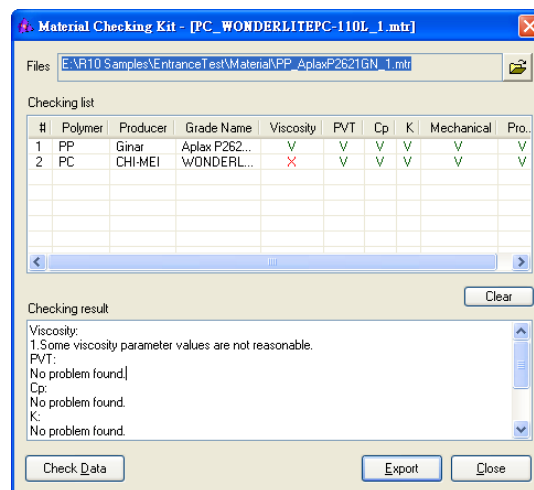 Material Checking Kit - [PC_WONDERLITEPC-110L_1.mtr]
Files E:\R10 Samples\EntranceTest\Material\PP_AplaxP2621GN_1.mtr
Checking list
# Polymer Producer Grade Name Viscosity PVT Cp K Mechanical Pro..
1 PP Ginar Aplax P262... V V V V V V
2 PC CHI-MEI WONDERL... X V V V V V
Clear
Checking result
Viscosity:
1.Some viscosity parameter values are not reasonable.
PVT:
No problem found.
Cp:
No problem found.
K:
No problem found.
Check Data Export Close